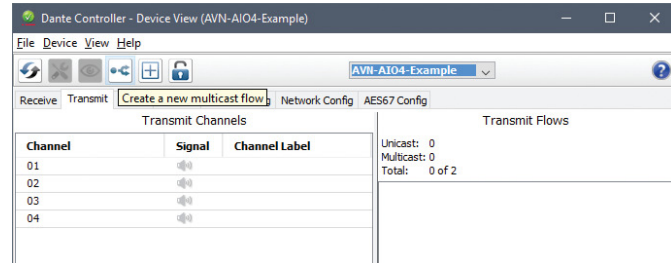 Dante Controller - Device View (AVN-AIO4-Example)
File Device View Help
AVN-AIO4-Example
Receive Transmit Create a new multicast flow Network Config AES67 Config
Transmit Channels
Transmit Flows
Channel Signal Channel Label
01
02
03
04
Unicast: 0
Multicast: 0
Total: 0 of 2